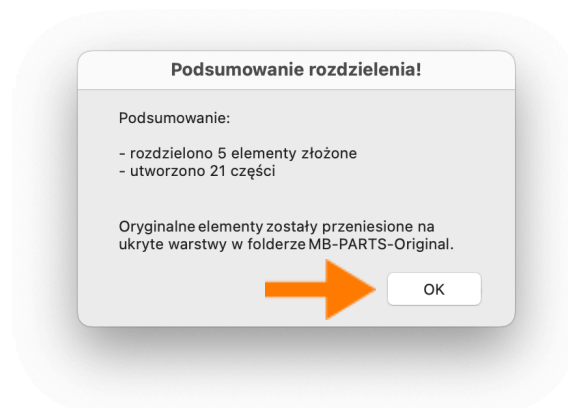 Podsumowanie rozdzielenia!
Podsumowanie:
- rozdzielono 5 elementy złożone
- utworzono 21 części
Oryginalne elementy zostały przeniesione na
ukryte warstwy w folderze MB-PARTS-Original.
OK